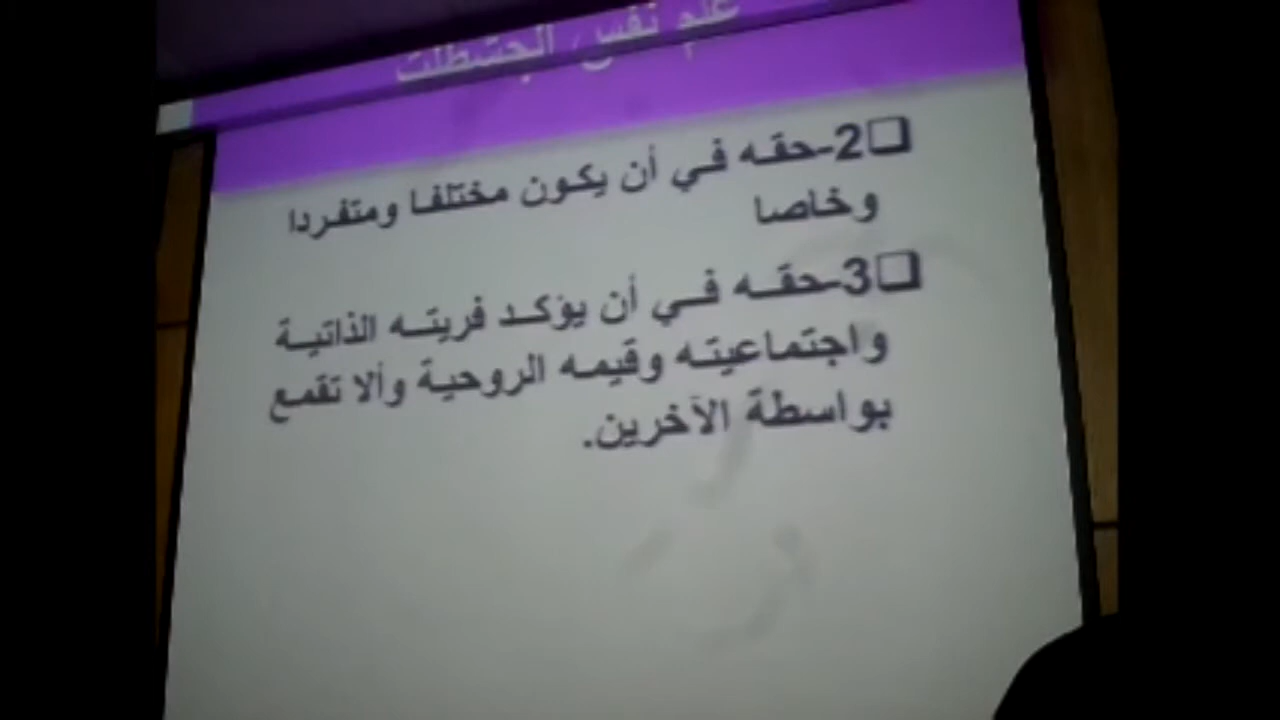 علم نفس الجشطلت
2-حقه في أن يكون مختلفا ومتفردا
وخاصا
3-حقه في أن يؤكد فريته الذاتية
واجتماعيته وقيمه الروحية وألا تقمع
بواسطة الآخرين.